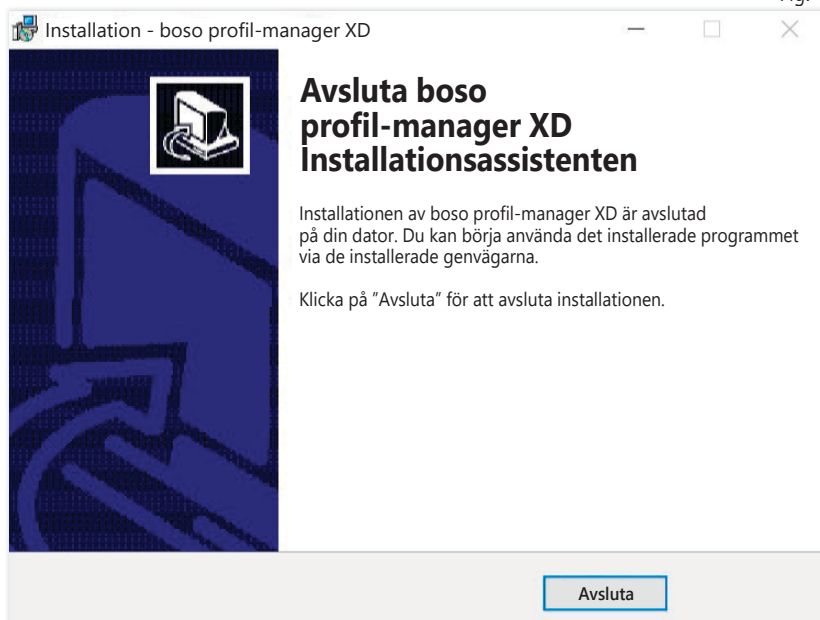 Installation - boso profil-manager XD
Avsluta boso
profil-manager XD
Installationsassistenten
Installationen av boso profil-manager XD är avslutad
på din dator. Du kan börja använda det installerade programmet
via de installerade genvägarna.
Klicka på ”Avsluta” för att avsluta installationen.
Avsluta